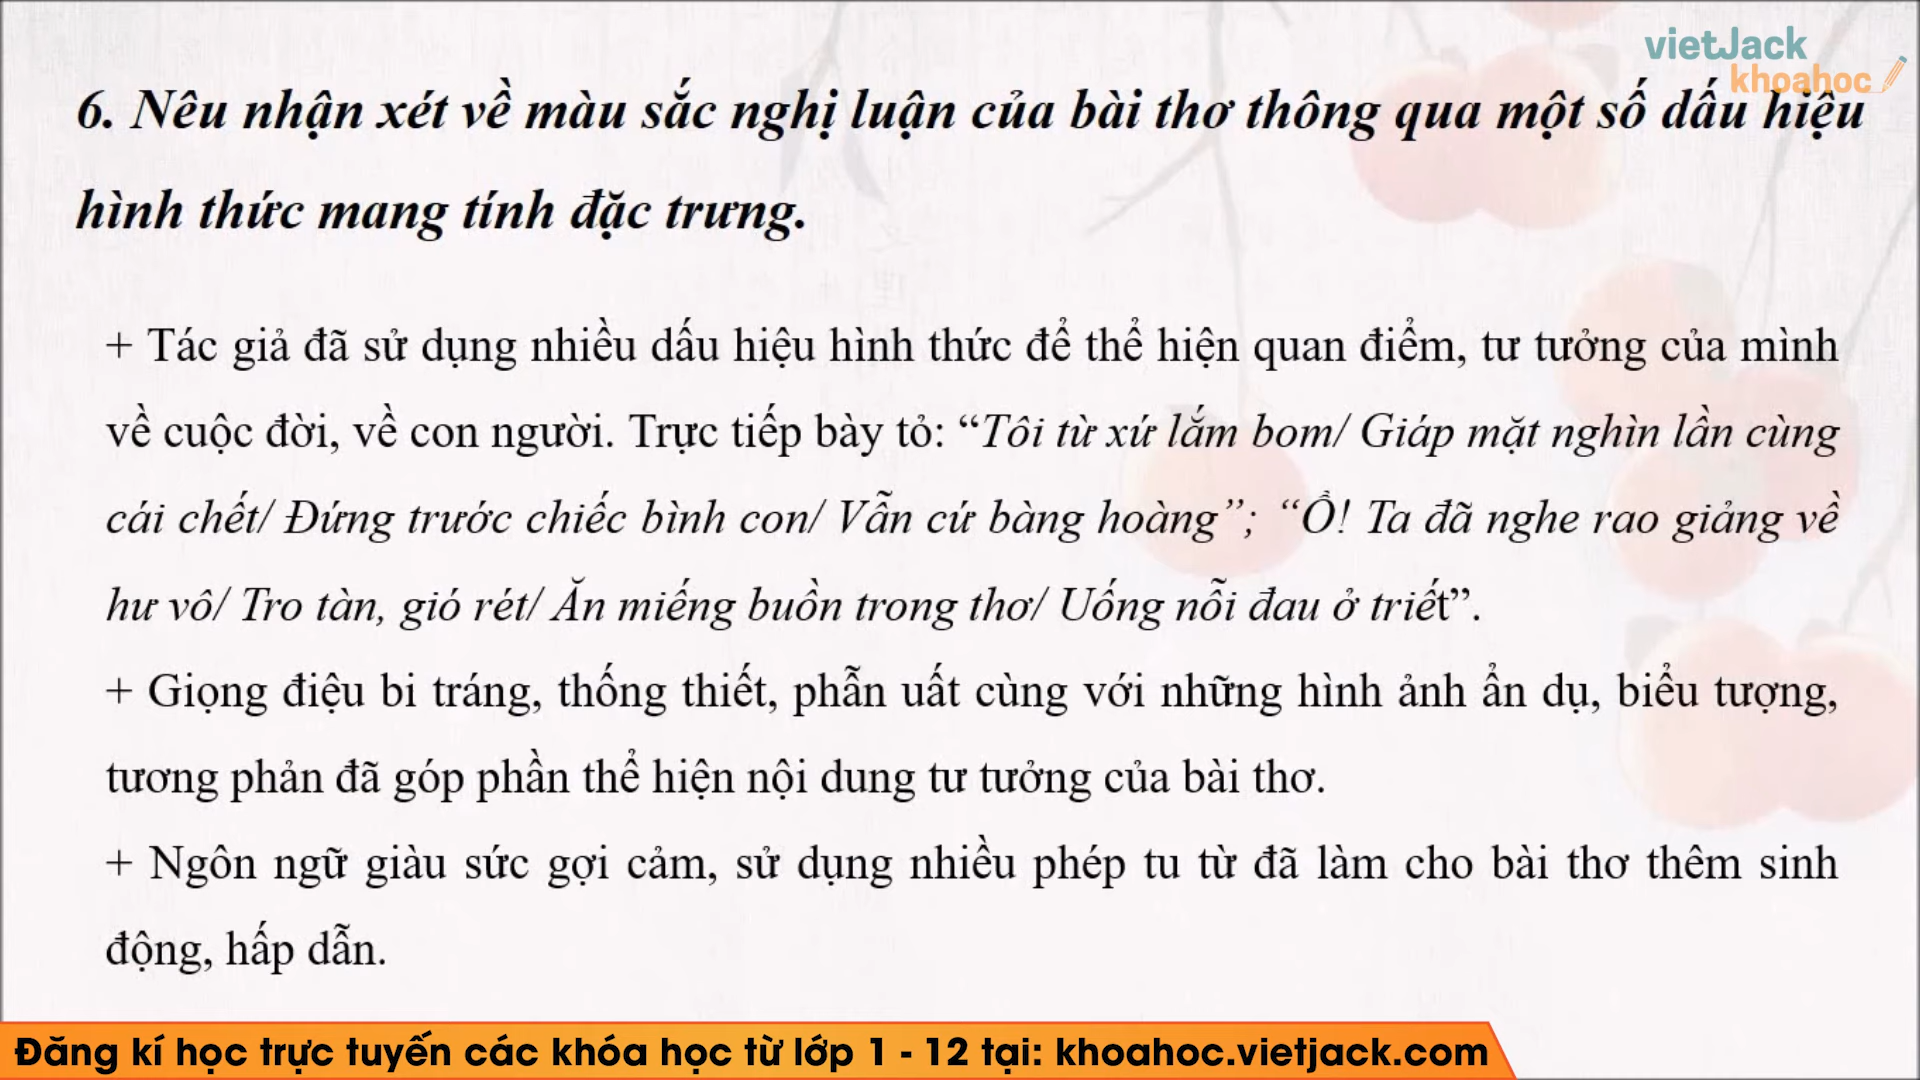 vietJack
khoahoc
6. Nêu nhận xét về màu sắc nghị luận của bài thơ thông qua một số dấu hiệu
hình thức mang tính đặc trưng.
+ Tác giả đã sử dụng nhiều dấu hiệu hình thức để thể hiện quan điểm, tư tưởng của mình
về cuộc đời, về con người. Trực tiếp bày tỏ: “Tôi từ xứ lắm bom/ Giáp mặt nghìn lần cùng
cái chết/ Đứng trước chiếc bình con/ Vẫn cứ bàng hoàng”; “Ồ! Ta đã nghe rao giảng về
hư vô/ Tro tàn, gió rét/ Ăn miếng buồn trong thơ/ Uống nỗi đau ở triết”.
+ Giọng điệu bi tráng, thống thiết, phẫn uất cùng với những hình ảnh ẩn dụ, biểu tượng,
tương phản đã góp phần thể hiện nội dung tư tưởng của bài thơ.
+ Ngôn ngữ giàu sức gợi cảm, sử dụng nhiều phép tu từ đã làm cho bài thơ thêm sinh
động, hấp dẫn.
Đăng kí học trực tuyến các khóa học từ lớp 1 - 12 tại: khoahoc.vietjack.com